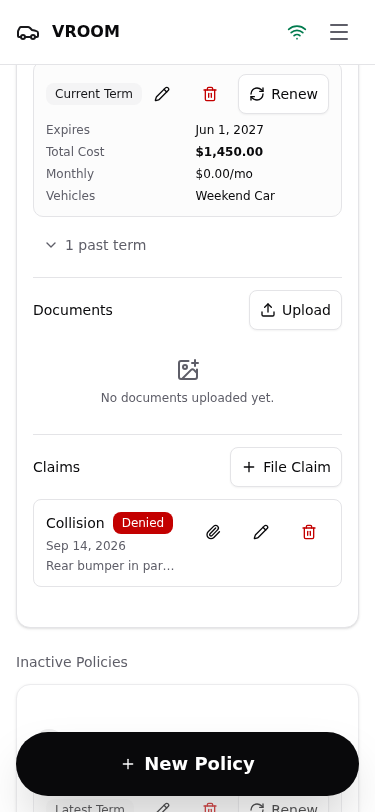 VROOM
Current Term
Renew
Expires Jun 1, 2027
Total Cost $1,450.00
Monthly $0.00/mo
Vehicles Weekend Car
1 past term
Documents
Upload
No documents uploaded yet.
Claims
File Claim
Collision Denied
Sep 14, 2026
Rear bumper in par…
Inactive Policies
New Policy
Latest Term
Renew